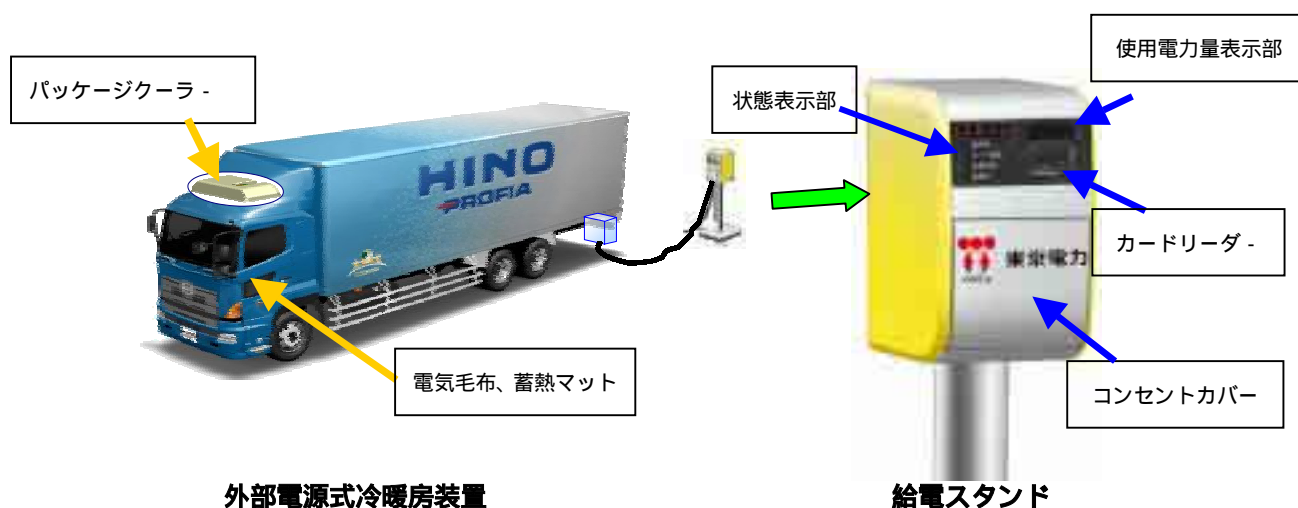 使用電力量表示部
パッケージクーラ -
状態表示部
HINO
PROFIA
カードリーダ -
東京電力
電気毛布、蓄熱マット
コンセントカバー
外部電源式冷暖房装置
給電スタンド